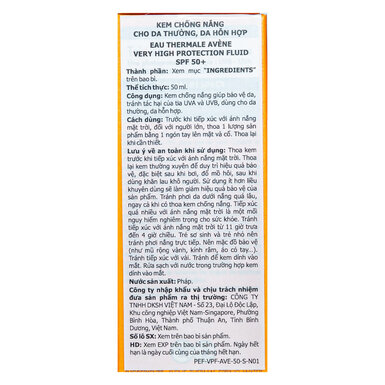 KEM CHỐNG NẮNG
CHO DA THƯỜNG, DA HỖN HỢP
EAU THERMALE AVÈNE
VERY HIGH PROTECTION FLUID
SPF 50+
Thành phần: Xem mục "INGREDIENTS"
trên bao bì.
Thể tích thực: 50 ml.
Công dụng: Kem chống nắng giúp bảo vệ da,
tránh tác hại của tia UVA và UVB, dùng cho da
thường, da hỗn hợp.
Cách dùng: Trước khi tiếp xúc với ánh nắng
mặt trời, đối với người lớn, thoa 1 lượng sản
phẩm bằng 1 ngón tay lên mặt và cổ. Thoa lại
khi cần thiết.
Lưu ý về an toàn khi sử dụng: Thoa kem
trước khi tiếp xúc với ánh nắng mặt trời. Thoa
kem thường xuyên để duy trì hiệu quả bảo
vệ, đặc biệt sau khi bơi, đổ mồ hôi, sau khi
dùng khăn lau khô người. Sử dụng ít hơn liều
khuyên dùng sẽ làm giảm hiệu quả bảo vệ của
sản phẩm. Tránh phơi da dưới nắng quá lâu,
ngay cả khi có thoa kem chống nắng. Tiếp xúc
quá nhiều với ánh nắng mặt trời là một mối
nguy hiểm nghiêm trọng cho sức khỏe. Tránh
tiếp xúc với ánh nắng mặt trời từ 11 giờ trưa
đến 4 giờ chiều. Trẻ sơ sinh và trẻ nhỏ nên
tránh phơi nắng trực tiếp. Nên mặc đồ bảo vệ
(như mũ rộng vành, kính râm, áo có tay...).
Tránh tiếp xúc với vải. Tránh để kem dính vào
mắt. Rửa sạch với nước trong trường hợp kem
dính vào mắt.
Nước sản xuất: Pháp.
Công ty nhập khẩu và chịu trách nhiệm
đưa sản phẩm ra thị trường: CÔNG TY
TNHH DKSH VIỆT NAM - Số 23, Đại Lộ Độc Lập,
Khu công nghiệp Việt Nam-Singapore, Phường
Bình Hòa, Thành phố Thuận An, Tỉnh Bình
Dương, Việt Nam.
Số lô SX: Xem trên bao bì sản phẩm.
HD: Xem EXP trên bao bì sản phẩm. Ngày hết
hạn là ngày cuối cùng của tháng hết hạn.
PEF-VPF-AVE-50-S-N01